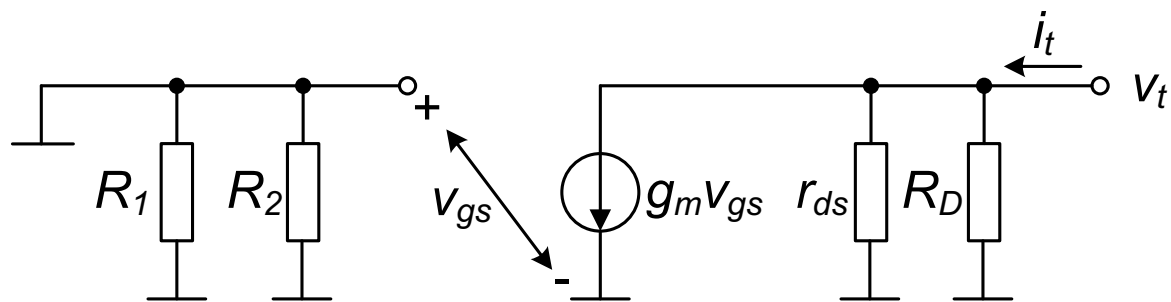 i_t
v_t
+
R_1
R_2
v_gs
g_m v_gs
r_ds
R_D
-